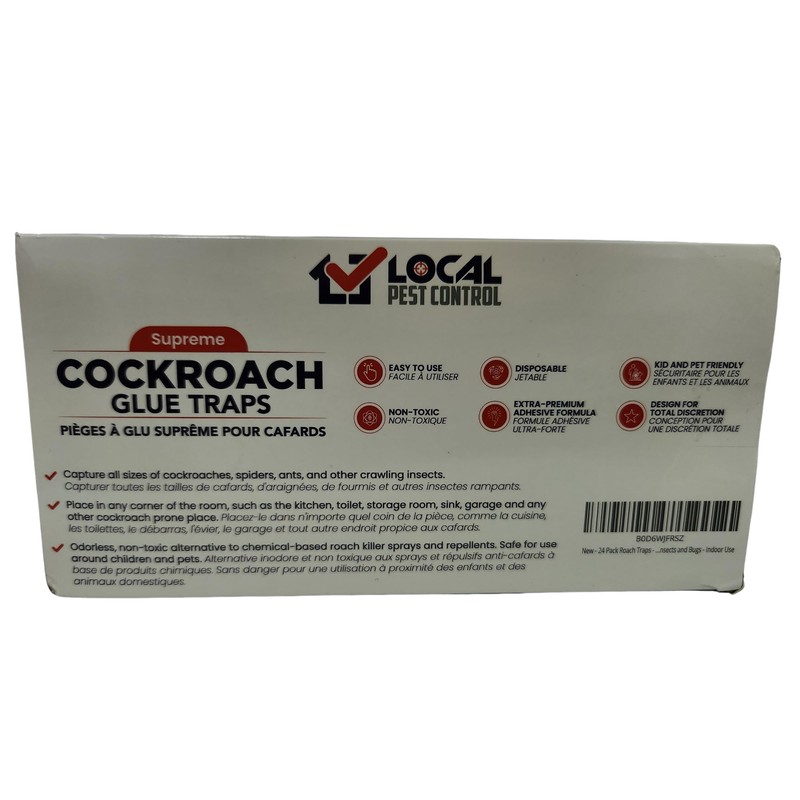 LOCAL
PEST CONTROL
Supreme
COCKROACH
GLUE TRAPS
PIÈGES À GLU SUPRÊME POUR CAFARDS
EASY TO USE
FACILE À UTILISER
DISPOSABLE
JETABLE
KID AND PET FRIENDLY
SÉCURITAIRE POUR LES
ENFANTS ET LES ANIMAUX
NON-TOXIC
NON-TOXIQUE
EXTRA-PREMIUM
ADHESIVE FORMULA
FORMULE ADHÉSIVE
ULTRA-FORTE
DESIGN FOR
TOTAL DISCRETION
CONCEPTION POUR
UNE DISCRÉTION TOTALE
Capture all sizes of cockroaches, spiders, ants, and other crawling insects.
Capturer toutes les tailles de cafards, d'araignées, de fourmis et autres insectes rampants.
Place in any corner of the room, such as the kitchen, toilet, storage room, sink, garage and any
other cockroach prone place. Placez-le dans n'importe quel coin de la pièce, comme la cuisine,
les toilettes, le débarras, l'évier, le garage et tout autre endroit propice aux cafards.
Odorless, non-toxic alternative to chemical-based roach killer sprays and repellents. Safe for use
around children and pets. Alternative inodore et non toxique aux sprays et répulsifs anti-cafards à
base de produits chimiques. Sans danger pour une utilisation à proximité des enfants et des
animaux domestiques.
B0D6WJFRSZ
New - 24 Pack Roach Traps - ...nsects and Bugs - Indoor Use